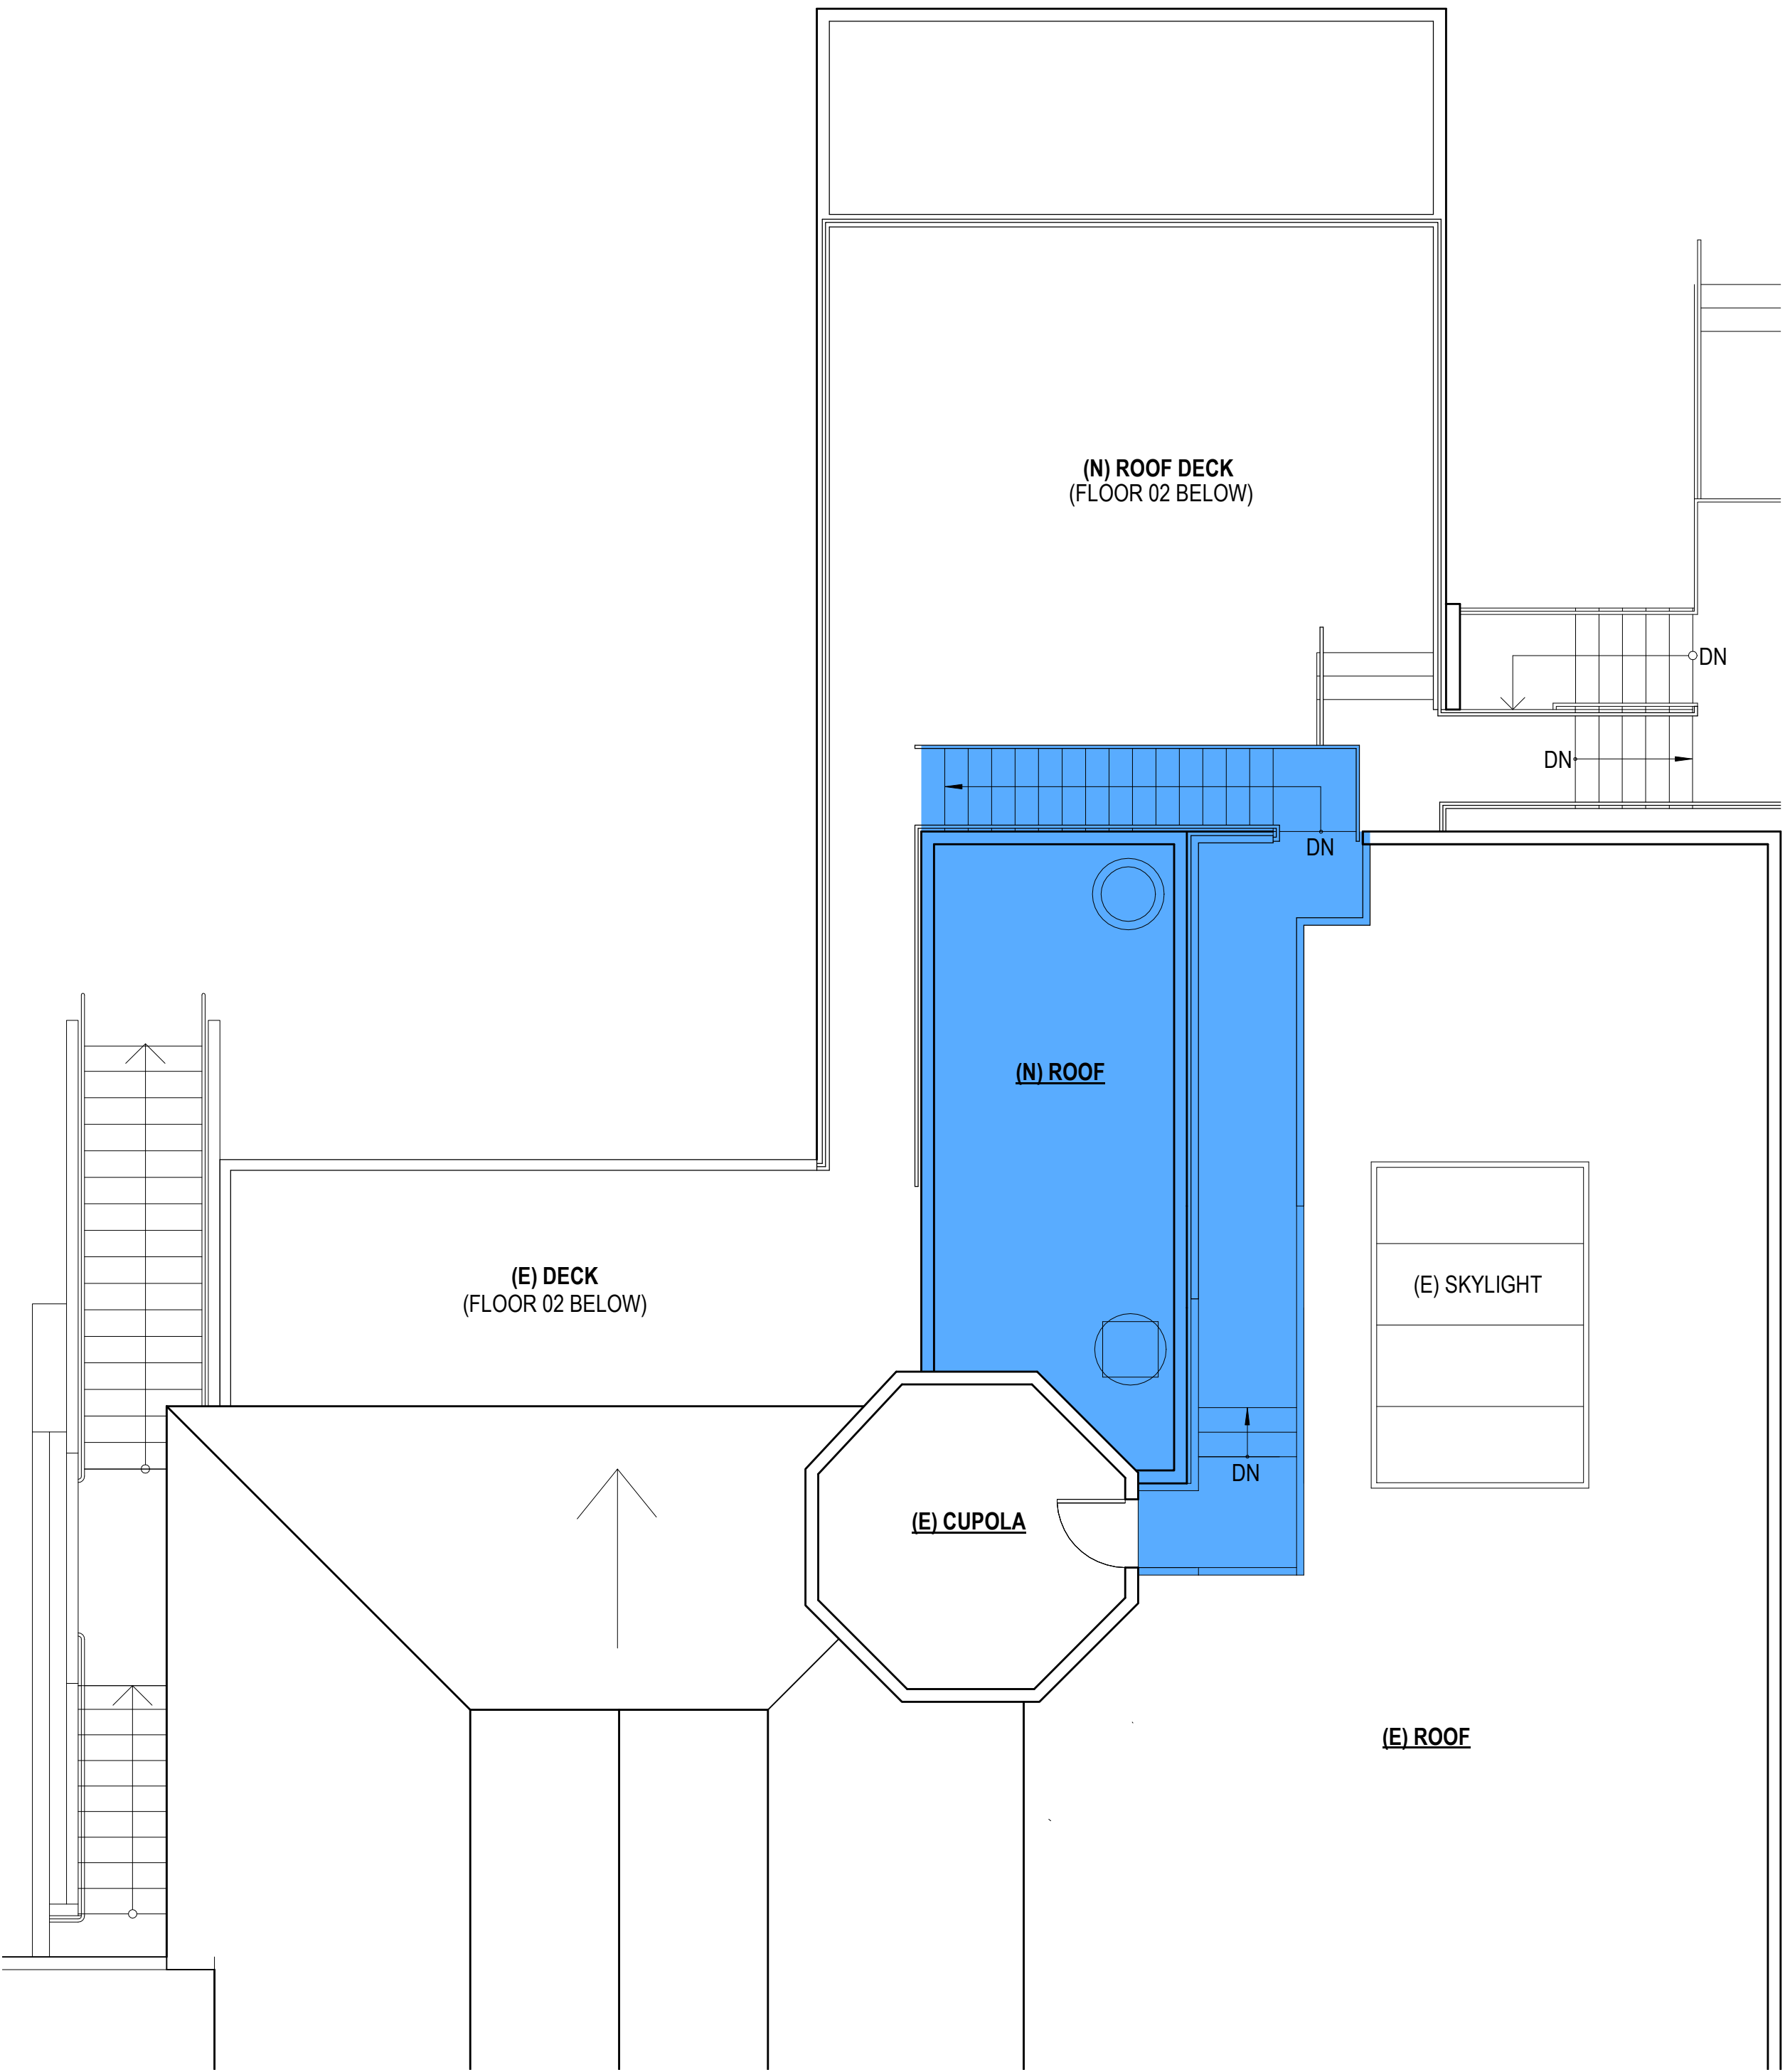 (N) ROOF DECK
(FLOOR 02 BELOW)
DN
DN
DN
(N) ROOF
(E) DECK
(FLOOR 02 BELOW)
(E) SKYLIGHT
DN
(E) CUPOLA
(E) ROOF